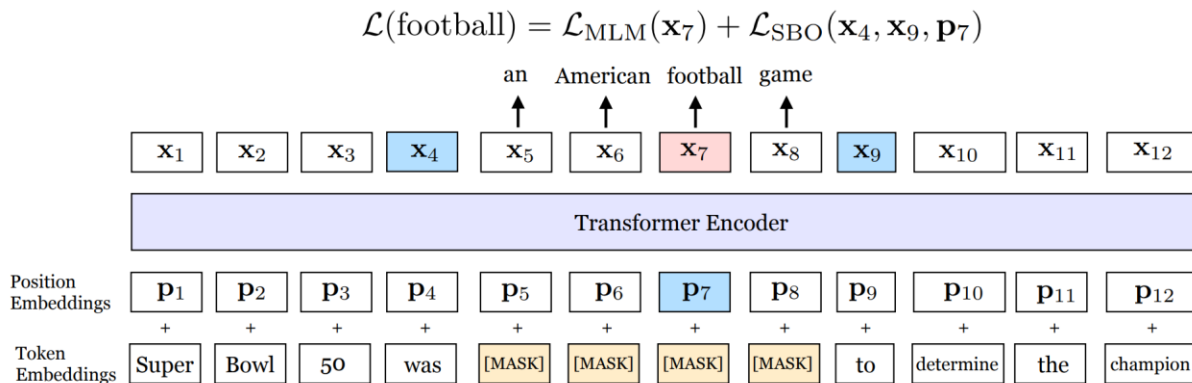 ℒ(football) = ℒ_MLM(x₇) + ℒ_SBO(x₄, x₉, p₇)
an American football game
x₁ x₂ x₃ x₄ x₅ x₆ x₇ x₈ x₉ x₁₀ x₁₁ x₁₂
Transformer Encoder
Position
Embeddings
p₁ p₂ p₃ p₄ p₅ p₆ p₇ p₈ p₉ p₁₀ p₁₁ p₁₂
+ + + + + + + + + + + +
Token
Embeddings
Super Bowl 50 was [MASK] [MASK] [MASK] [MASK] to determine the champion